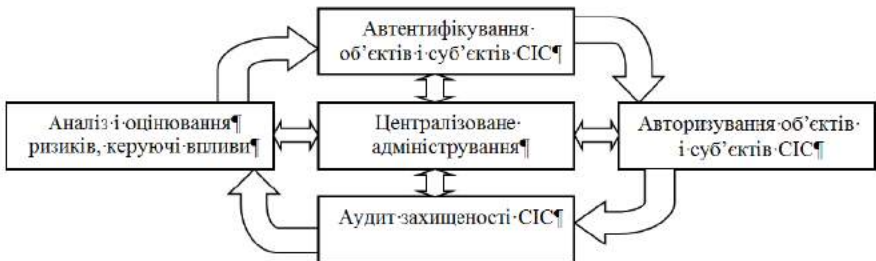 Автентифікування·
об’єктів·і·суб’єктів·СІС¶
Аналіз·і·оцінювання¶
ризиків,·керуючі·впливи¶
Централізоване·
адміністрування¶
Авторизування·об’єктів·
і·суб’єктів·СІС¶
Аудит·захищеності·СІС¶